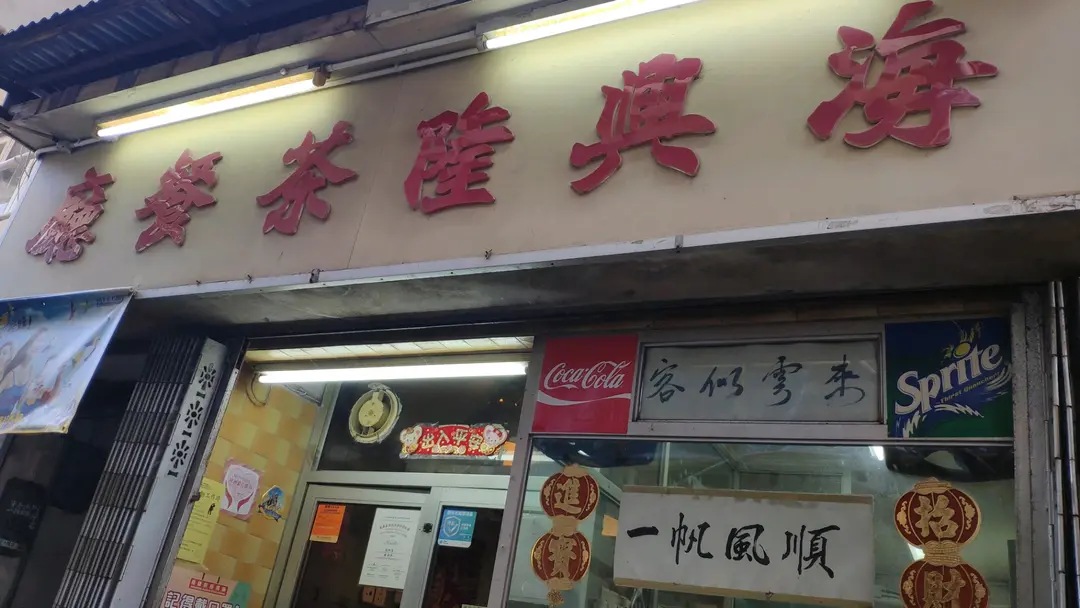 海興隆茶餐廳
Coca-Cola
客似雲來
Sprite
出入平安
進寶
一帆風順
招財